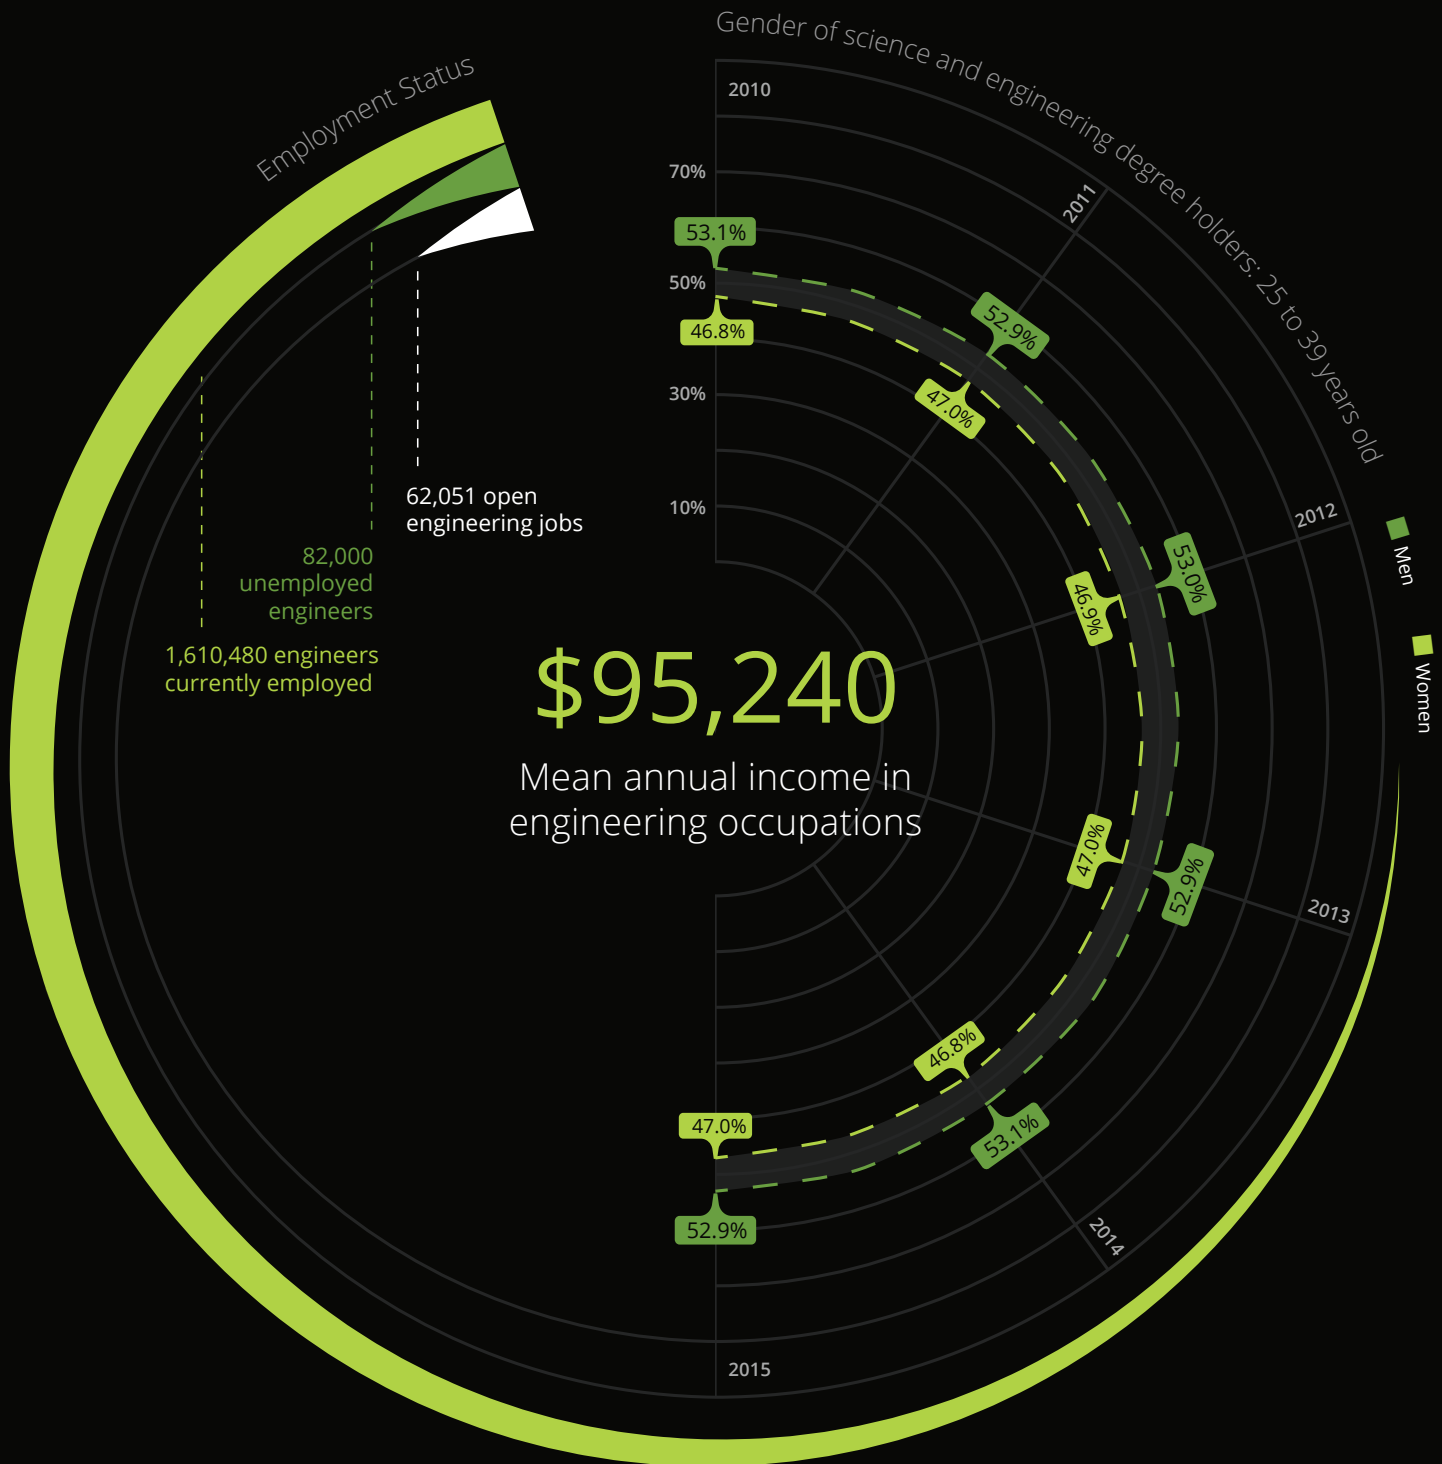 Employment Status
Gender of science and engineering degree holders: 25 to 39 years old
2010
2011
2012
2013
2014
2015
70%
50%
30%
10%
53.1%
46.8%
52.9%
47.0%
53.0%
46.9%
47.0%
52.9%
46.8%
53.1%
47.0%
52.9%
Men
Women
62,051 open
engineering jobs
82,000
unemployed
engineers
1,610,480 engineers
currently employed
$95,240
Mean annual income in
engineering occupations